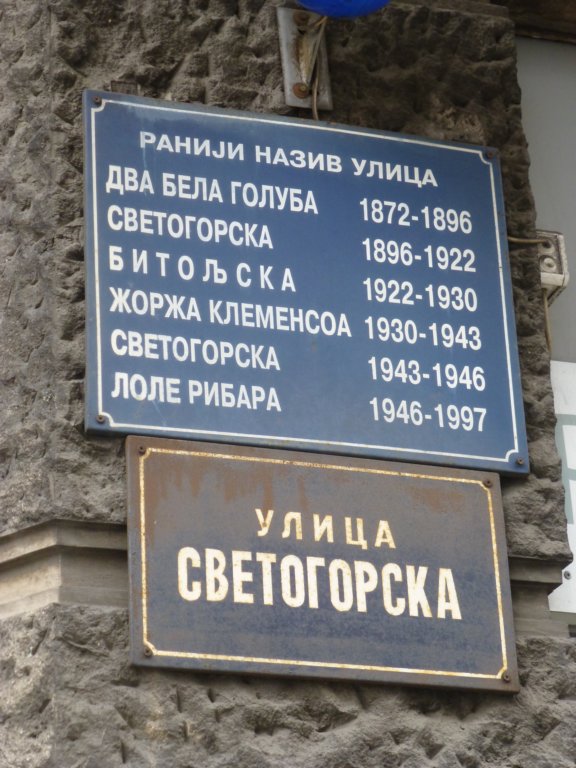 РАНИЈИ НАЗИВ УЛИЦА
ДВА БЕЛА ГОЛУБА 1872-1896
СВЕТОГОРСКА 1896-1922
БИТОЉСКА 1922-1930
ЖОРЖА КЛЕМЕНСОА 1930-1943
СВЕТОГОРСКА 1943-1946
ЛОЛЕ РИБАРА 1946-1997
УЛИЦА
СВЕТОГОРСКА